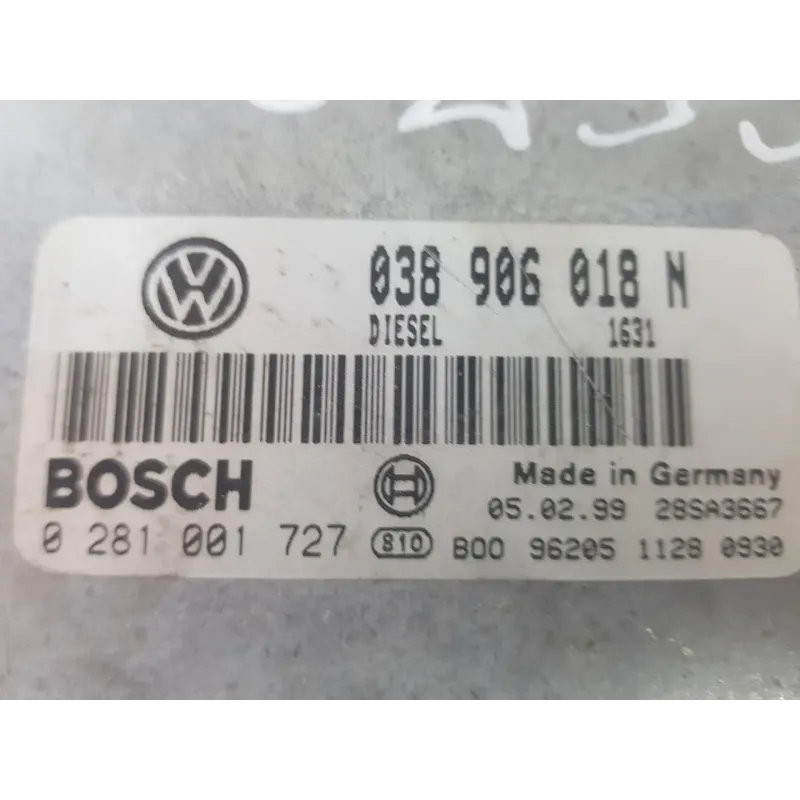 038 906 018 N
DIESEL 1631
BOSCH Made in Germany
05.02.99 28SA3667
0 281 001 727 810 B00 96205 1128 0930